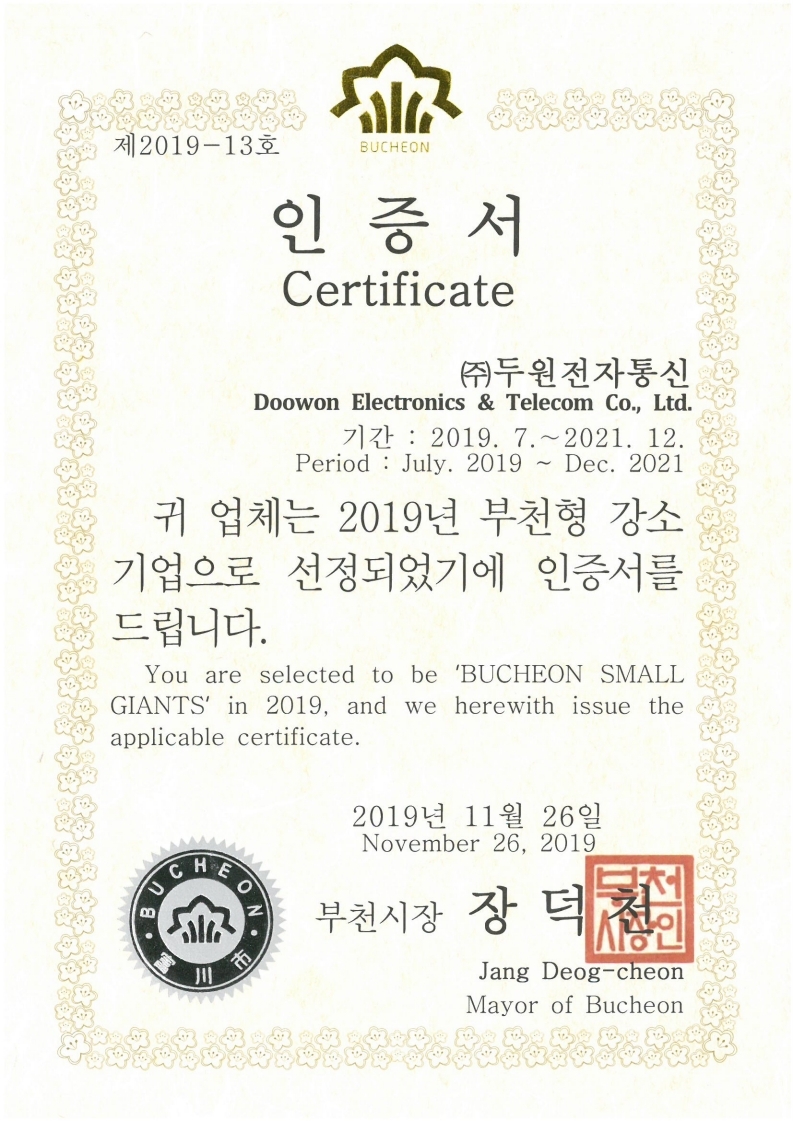 BUCHEON
제2019-13호
인 증 서
Certificate
㈜두원전자통신
Doowon Electronics & Telecom Co., Ltd.
기간 : 2019. 7.~2021. 12.
Period : July. 2019 ~ Dec. 2021
귀 업체는 2019년 부천형 강소
기업으로 선정되었기에 인증서를
드립니다.
You are selected to be 'BUCHEON SMALL
GIANTS' in 2019, and we herewith issue the
applicable certificate.
2019년 11월 26일
November 26, 2019
BUCHEON
富川市
부천시장 장 덕 천
부천
시장인
Jang Deog-cheon
Mayor of Bucheon